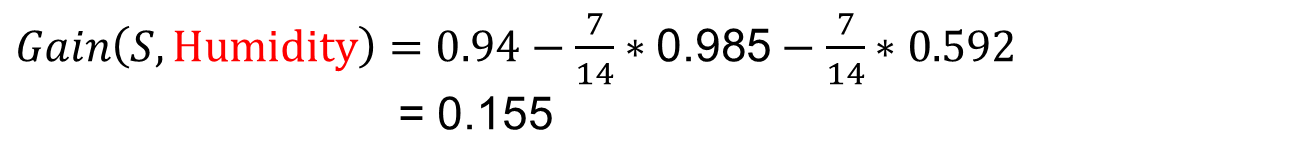 Gain(S, Humidity) = 0.94 − 7/14 * 0.985 − 7/14 * 0.592
= 0.155